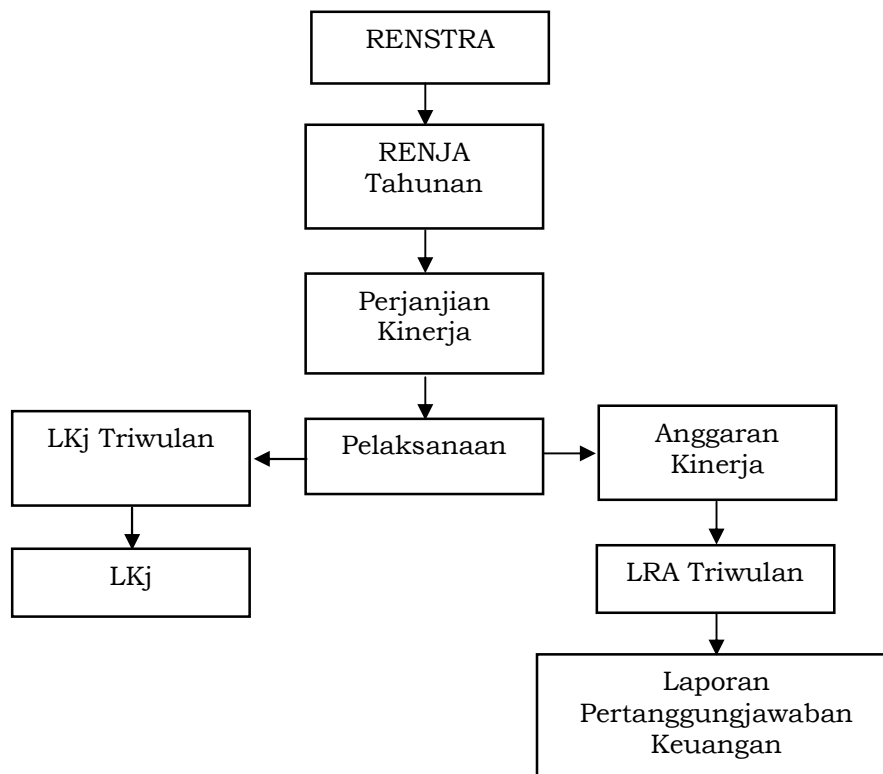 RENSTRA
RENJA
Tahunan
Perjanjian
Kinerja
Pelaksanaan
LKj Triwulan
Anggaran
Kinerja
LKj
LRA Triwulan
Laporan
Pertanggungjawaban
Keuangan